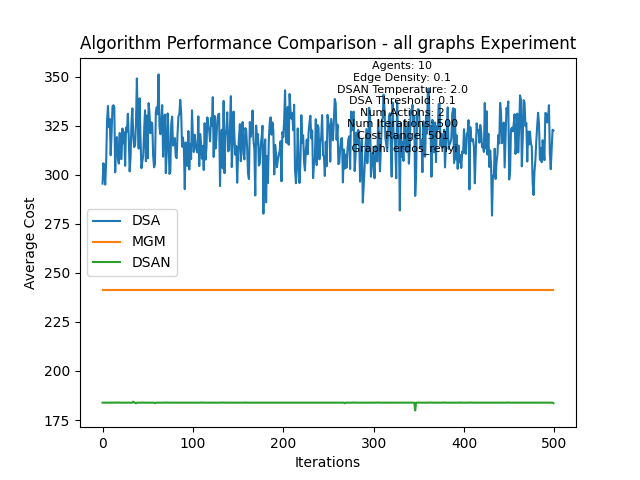 Algorithm Performance Comparison - all graphs Experiment
Agents: 10
Edge Density: 0.1
DSAN Temperature: 2.0
DSA Threshold: 0.1
Num Actions: 2
Num Iterations: 500
Cost Range: 501
Graph: erdos_renyi
350
325
300
275
250
225
200
175
Average Cost
DSA
MGM
DSAN
0 100 200 300 400 500
Iterations